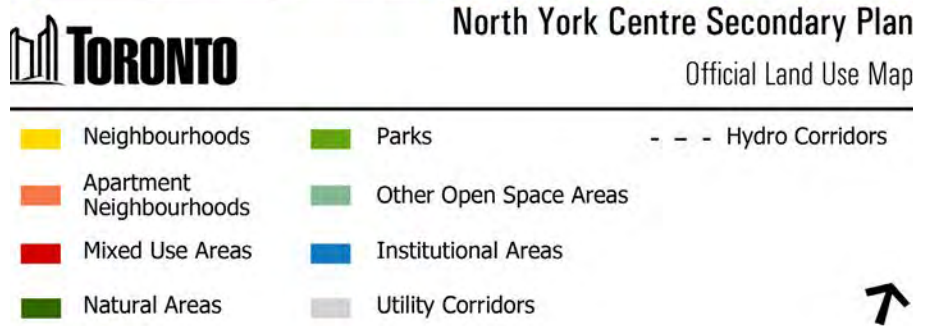 TORONTO
North York Centre Secondary Plan
Official Land Use Map
Neighbourhoods
Apartment
Neighbourhoods
Mixed Use Areas
Natural Areas
Parks
Other Open Space Areas
Institutional Areas
Utility Corridors
- - - Hydro Corridors